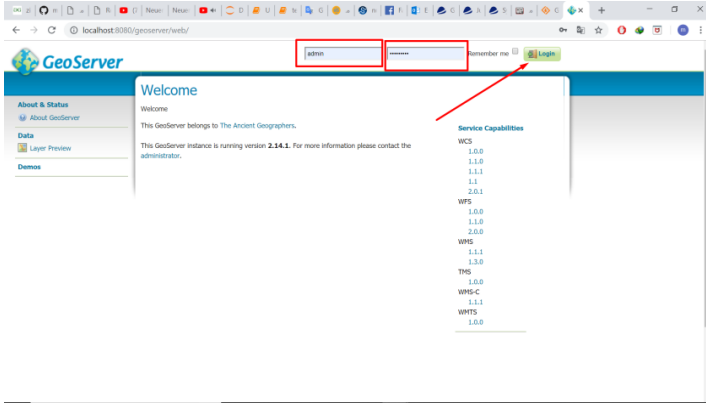 localhost:8080/geoserver/web/
GeoServer
admin
Remember me
Login
Welcome
Welcome
This GeoServer belongs to The Ancient Geographers.
This GeoServer instance is running version 2.14.1. For more information please contact the
administrator.
About & Status
About GeoServer
Data
Layer Preview
Demos
Service Capabilities
WCS
1.0.0
1.1.0
1.1.1
1.1
2.0.1
WFS
1.0.0
1.1.0
2.0.0
WMS
1.1.1
1.3.0
TMS
1.0.0
WMS-C
1.1.1
WMTS
1.0.0